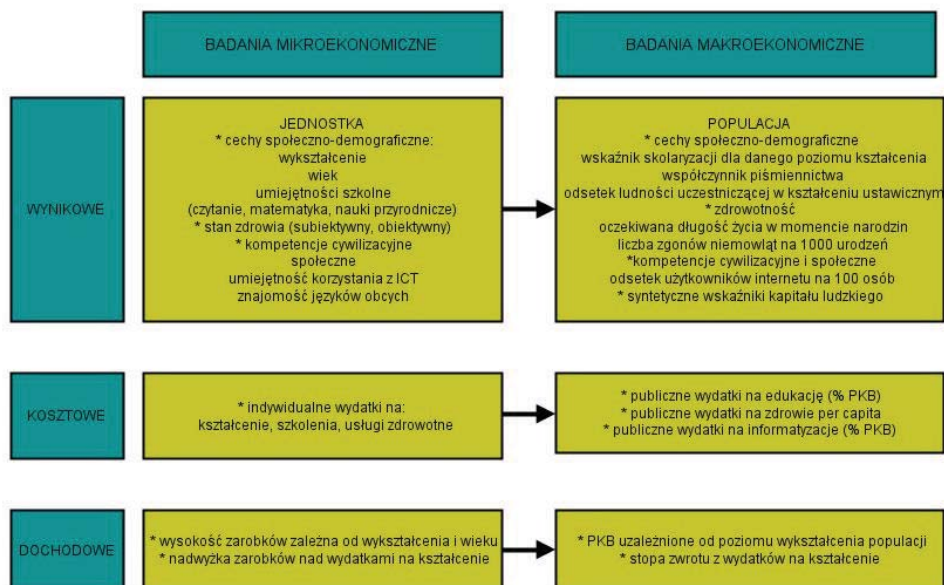 BADANIA MIKROEKONOMICZNE
BADANIA MAKROEKONOMICZNE
WYNIKOWE
JEDNOSTKA
* cechy społeczno-demograficzne:
wykształcenie
wiek
umiejętności szkolne
(czytanie, matematyka, nauki przyrodnicze)
* stan zdrowia (subiektywny, obiektywny)
* kompetencje cywilizacyjne
społeczne
umiejętność korzystania z ICT
znajomość języków obcych
POPULACJA
* cechy społeczno-demograficzne
wskaźnik skolaryzacji dla danego poziomu kształcenia
współczynnik piśmiennictwa
odsetek ludności uczestniczącej w kształceniu ustawicznym
* zdrowotność
oczekiwana długość życia w momencie narodzin
liczba zgonów niemowląt na 1000 urodzeń
*kompetencje cywilizacyjne i społeczne
odsetek użytkowników internetu na 100 osób
* syntetyczne wskaźniki kapitału ludzkiego
KOSZTOWE
* indywidualne wydatki na:
kształcenie, szkolenia, usługi zdrowotne
* publiczne wydatki na edukację (% PKB)
* publiczne wydatki na zdrowie per capita
* publiczne wydatki na informatyzacje (% PKB)
DOCHODOWE
* wysokość zarobków zależna od wykształcenia i wieku
* nadwyżka zarobków nad wydatkami na kształcenie
* PKB uzależnione od poziomu wykształcenia populacji
* stopa zwrotu z wydatków na kształcenie